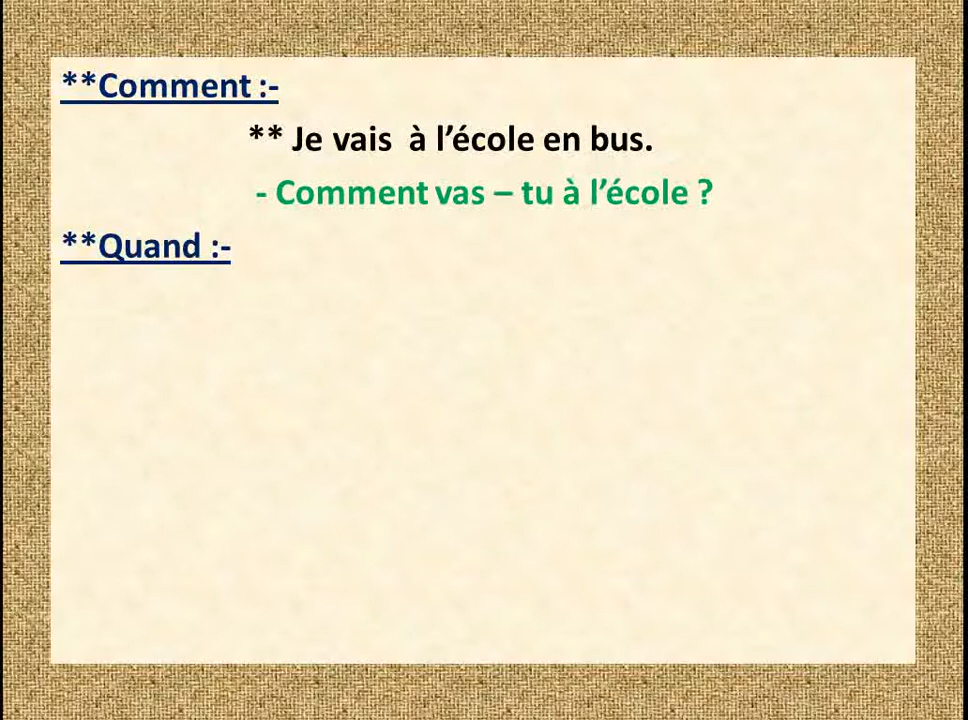 **Comment :-
** Je vais à l’école en bus.
- Comment vas – tu à l’école ?
**Quand :-